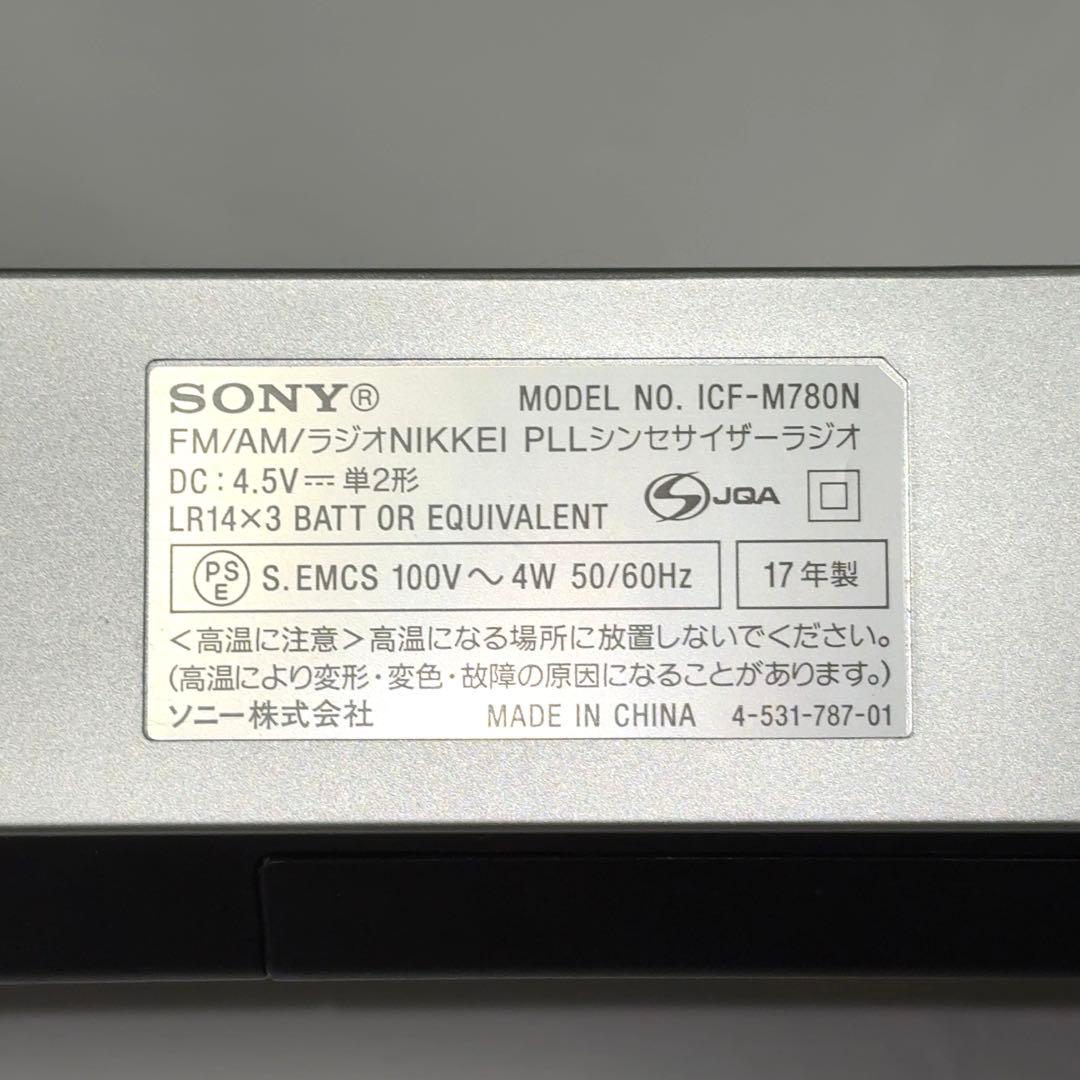 SONY® MODEL NO. ICF-M780N
FM/AM/ラジオNIKKEI PLLシンセサイザーラジオ
DC : 4.5V⎓ 単2形
LR14×3 BATT OR EQUIVALENT
S JQA
PSE S.EMCS 100V～ 4W 50/60Hz 17年製
＜高温に注意＞高温になる場所に放置しないでください。
(高温により変形・変色・故障の原因になることがあります。)
ソニー株式会社 MADE IN CHINA 4-531-787-01